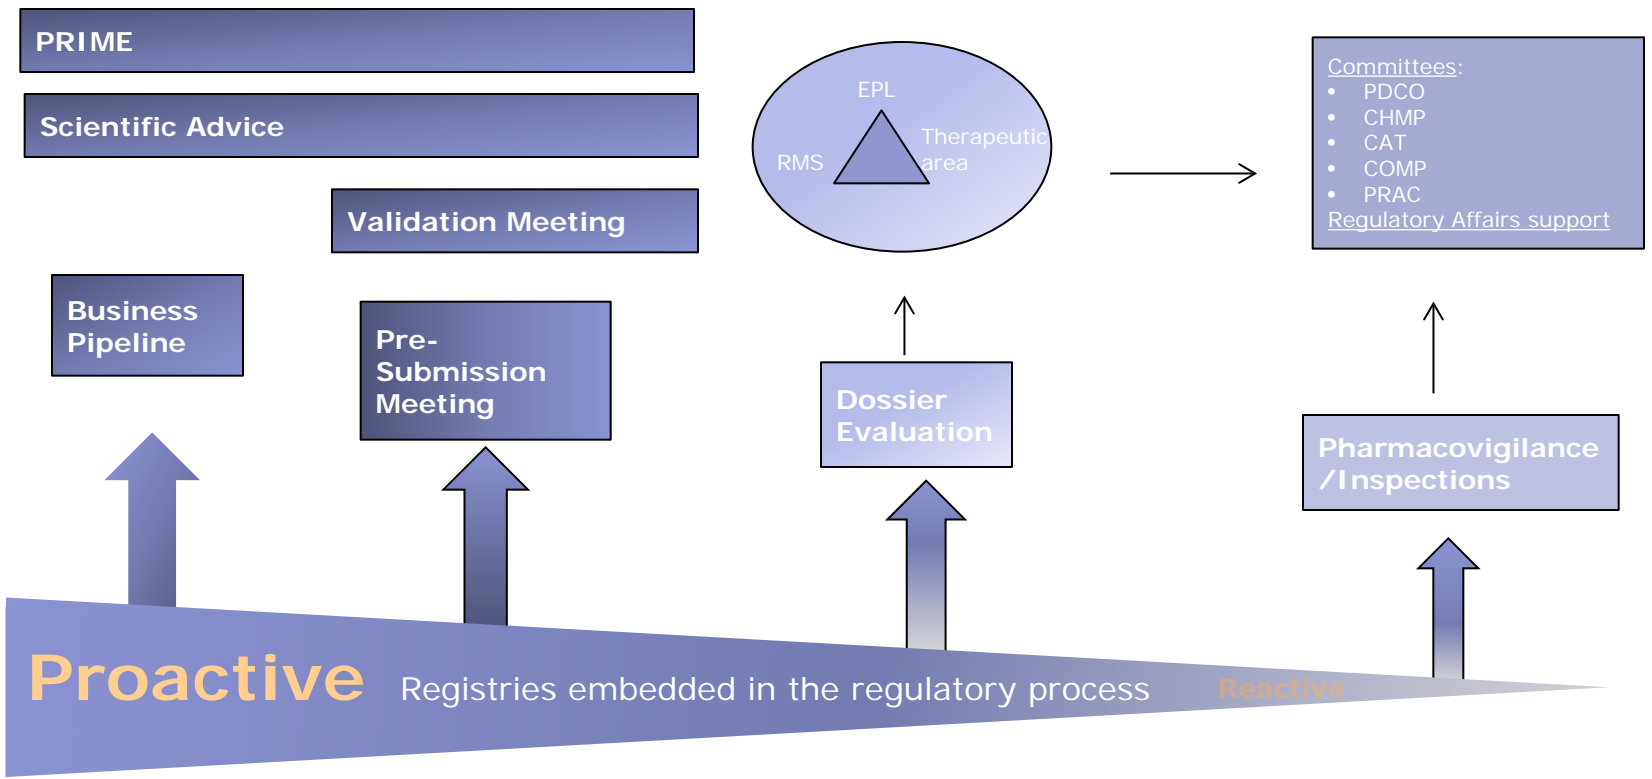 PRIME
Scientific Advice
Validation Meeting
Business
Pipeline
Pre-
Submission
Meeting
EPL
RMS
Therapeutic
area
Dossier
Evaluation
Committees:
• PDCO
• CHMP
• CAT
• COMP
• PRAC
Regulatory Affairs support
Pharmacovigilance
/Inspections
Proactive Registries embedded in the regulatory process Reactive